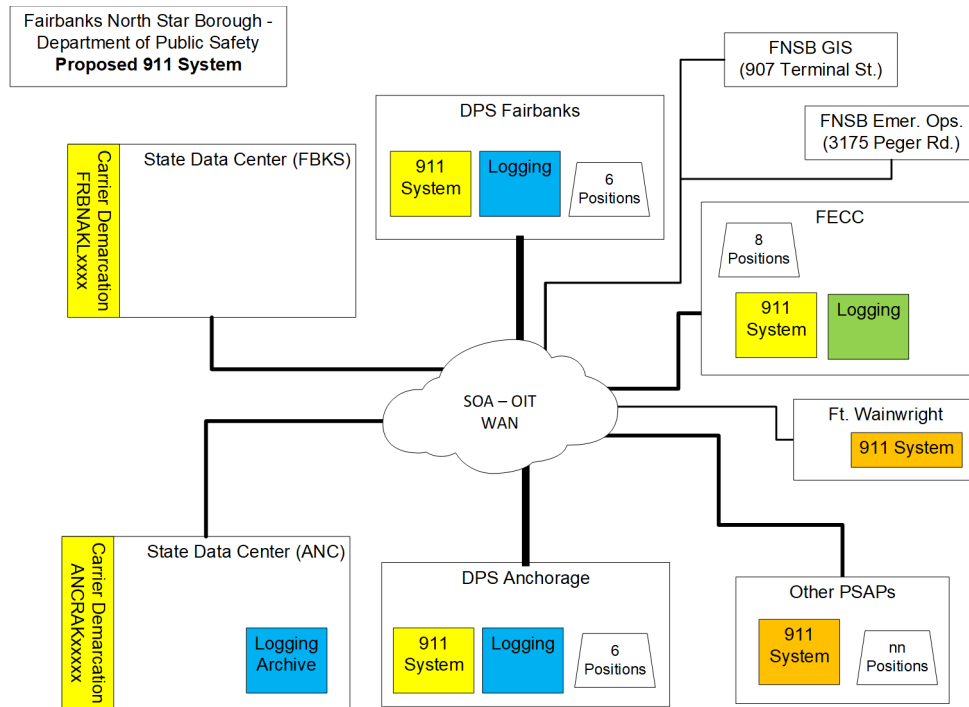 Fairbanks North Star Borough -
Department of Public Safety
Proposed 911 System
FNSB GIS
(907 Terminal St.)
FNSB Emer. Ops.
(3175 Peger Rd.)
DPS Fairbanks
911
System
Logging
6
Positions
Carrier Demarcation
FRBNAKLxxxx
State Data Center (FBKS)
FECC
8
Positions
911
System
Logging
SOA – OIT
WAN
Ft. Wainwright
911 System
Carrier Demarcation
ANCRAKxxxxx
State Data Center (ANC)
Logging
Archive
DPS Anchorage
911
System
Logging
6
Positions
Other PSAPs
911
System
nn
Positions